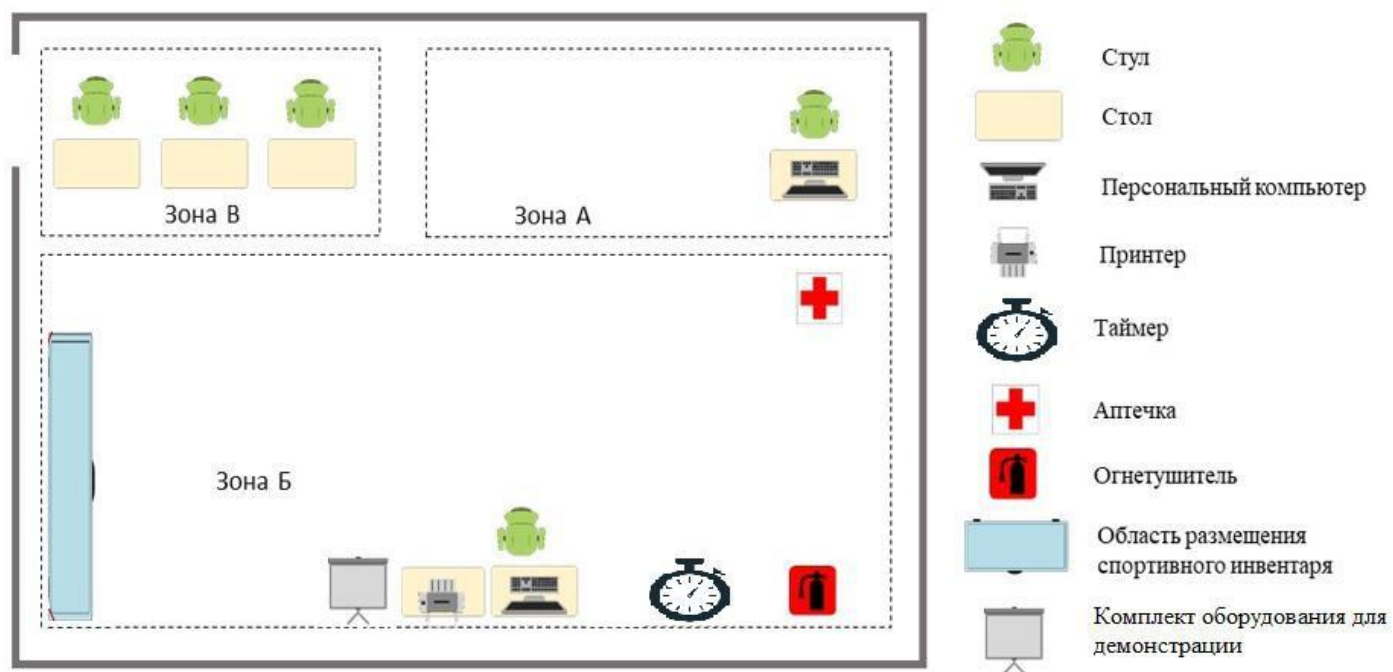 Зона В
Зона А
Зона Б
Стул
Стол
Персональный компьютер
Принтер
Таймер
Аптечка
Огнетушитель
Область размещения
спортивного инвентаря
Комплект оборудования для
демонстрации